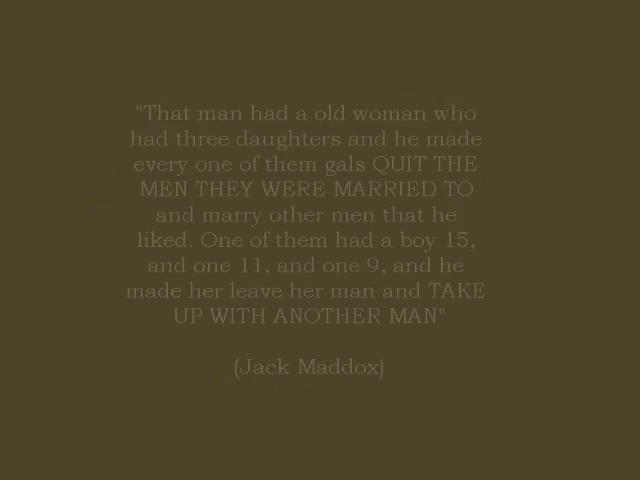 "That man had a old woman who
had three daughters and he made
every one of them gals QUIT THE
MEN THEY WERE MARRIED TO
and marry other men that he
liked. One of them had a boy 15,
and one 11, and one 9, and he
made her leave her man and TAKE
UP WITH ANOTHER MAN"
(Jack Maddox)